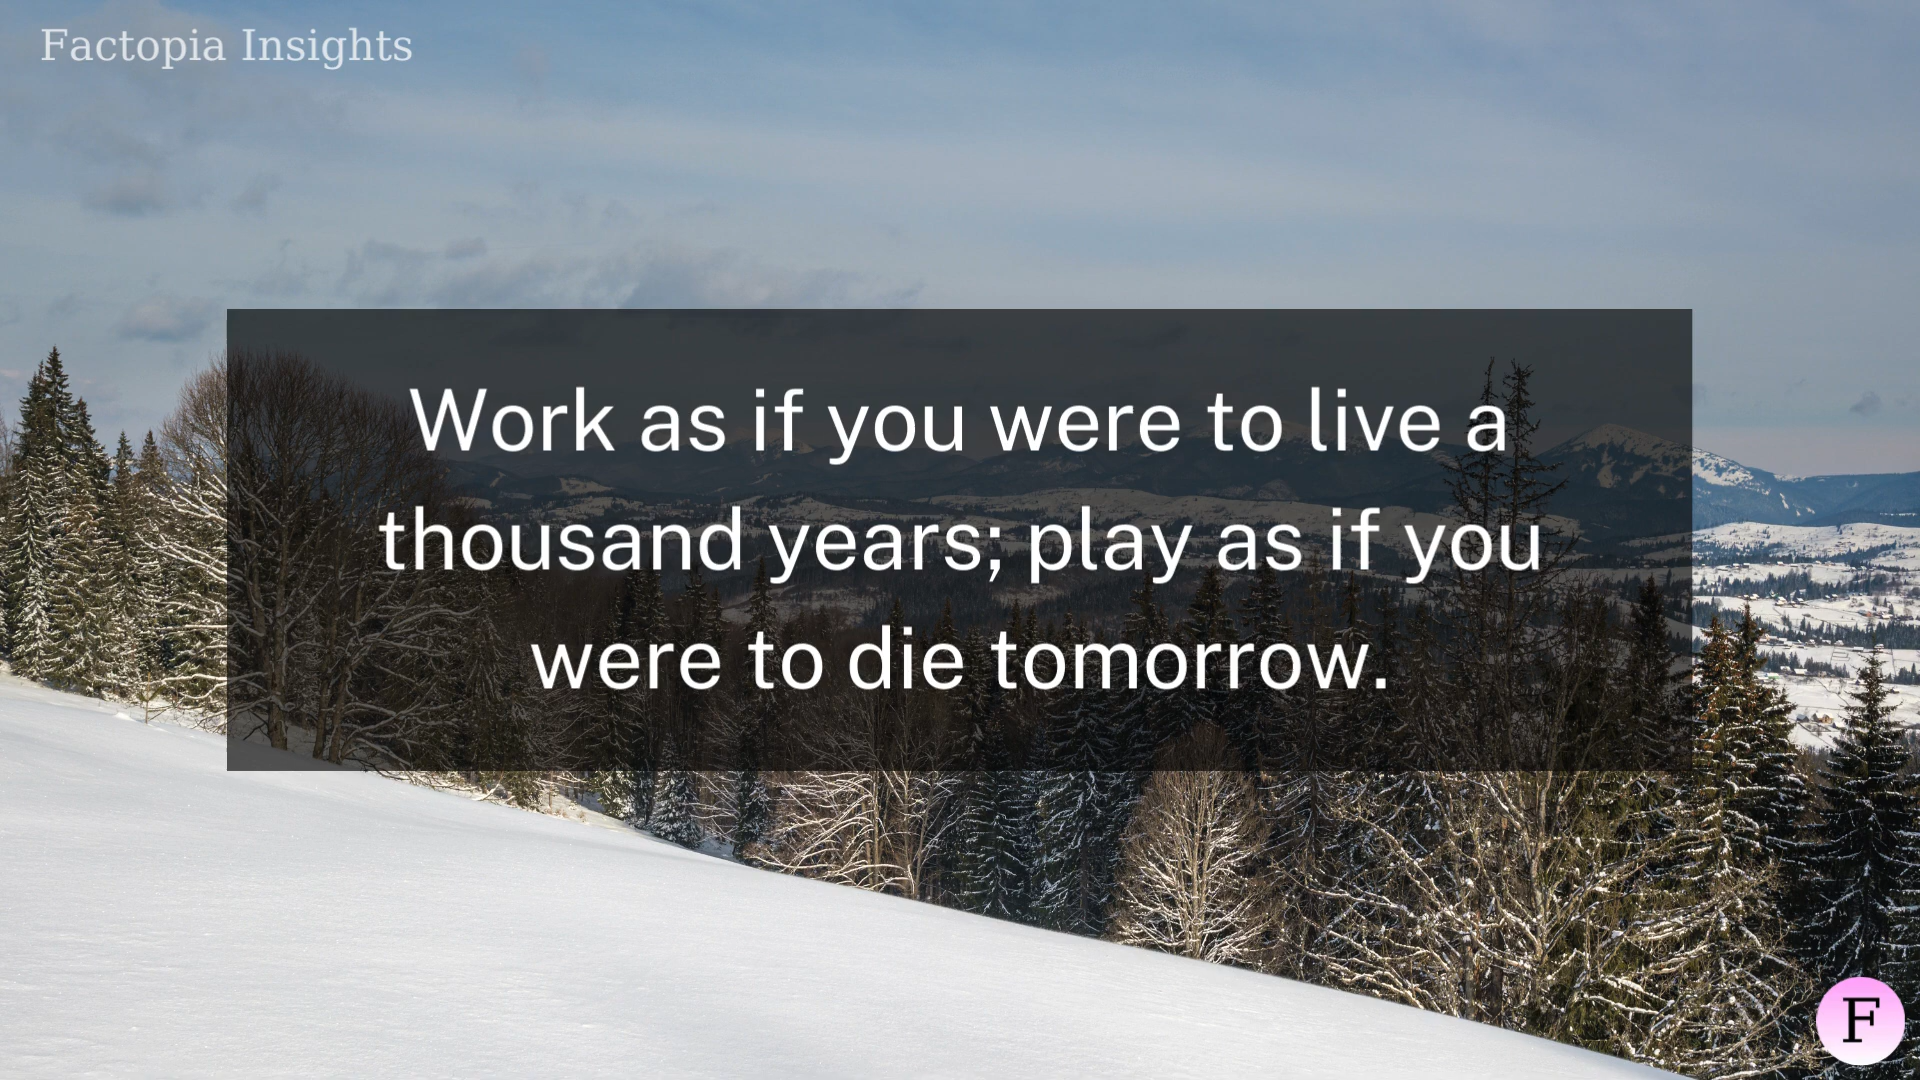 Factopia Insights
Work as if you were to live a
thousand years; play as if you
were to die tomorrow.
F